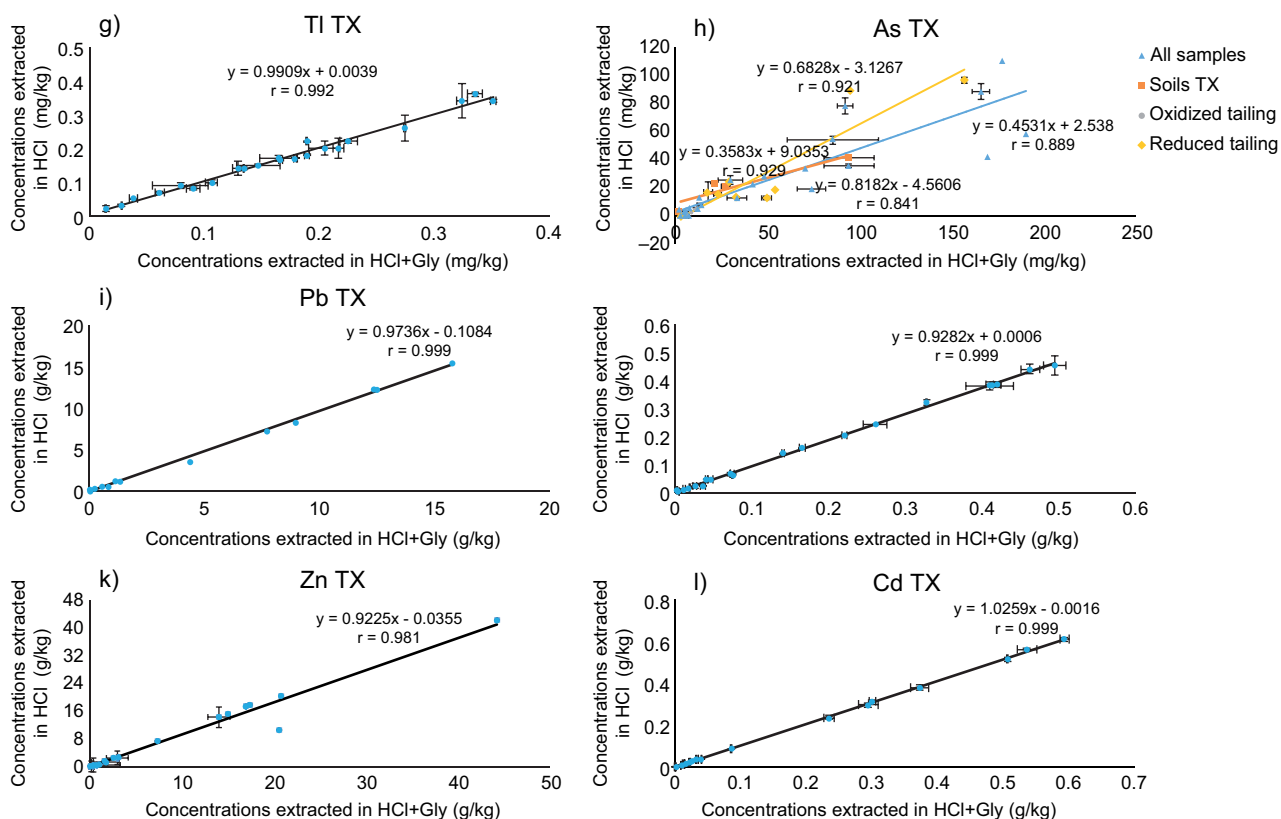 g)
Tl TX
Concentrations extracted
in HCl (mg/kg)
0.5
0.4
0.3
0.2
0.1
0
y = 0.9909x + 0.0039
r = 0.992
0
0.1
0.2
0.3
0.4
Concentrations extracted in HCl+Gly (mg/kg)
h)
As TX
Concentrations extracted
in HCl (mg/kg)
120
100
80
60
40
20
0
–20
y = 0.6828x - 3.1267
r = 0.921
y = 0.4531x + 2.538
r = 0.889
y = 0.3583x + 9.0353
r = 0.929
y = 0.8182x - 4.5606
r = 0.841
50
100
150
200
250
Concentrations extracted in HCl+Gly (mg/kg)
All samples
Soils TX
Oxidized tailing
Reduced tailing
i)
Pb TX
Concentrations extracted
in HCl (g/kg)
20
15
10
5
0
y = 0.9736x - 0.1084
r = 0.999
5
10
15
20
Concentrations extracted in HCl+Gly (g/kg)
Concentrations extracted
in HCl (g/kg)
0.6
0.5
0.4
0.3
0.2
0.1
0
y = 0.9282x + 0.0006
r = 0.999
0
0.1
0.2
0.3
0.4
0.5
0.6
Concentrations extracted in HCl+Gly (g/kg)
k)
Zn TX
Concentrations extracted
in HCl (g/kg)
48
40
32
24
16
8
0
y = 0.9225x - 0.0355
r = 0.981
0
10
20
30
40
50
Concentrations extracted in HCl+Gly (g/kg)
l)
Cd TX
Concentrations extracted
in HCl (g/kg)
0.8
0.6
0.4
0.2
0
y = 1.0259x - 0.0016
r = 0.999
0
0.1
0.2
0.3
0.4
0.5
0.6
0.7
Concentrations extracted in HCl+Gly (g/kg)